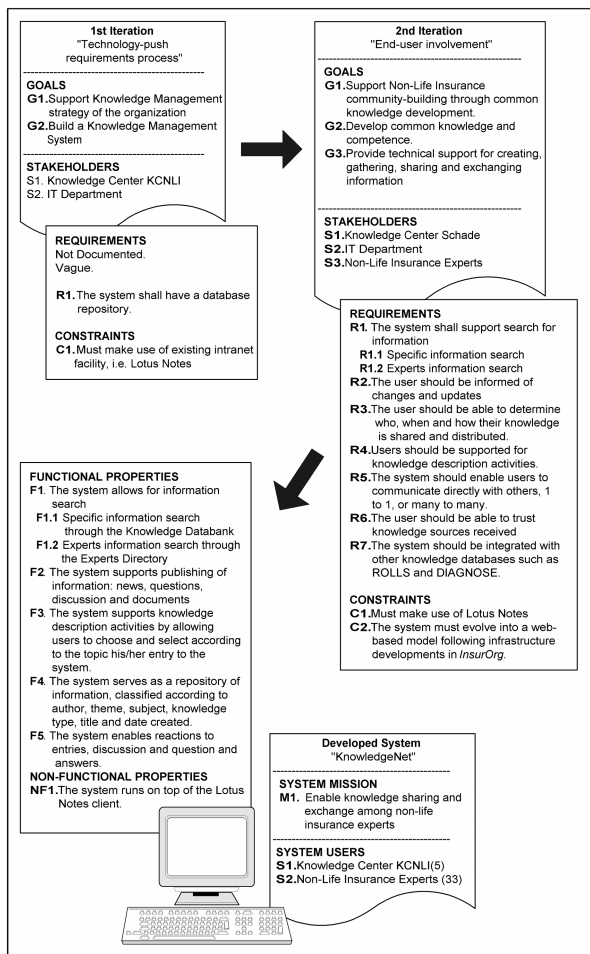 1st Iteration
"Technology-push
requirements process"
GOALS
G1.Support Knowledge Management
strategy of the organization
G2.Build a Knowledge Management
System
STAKEHOLDERS
S1. Knowledge Center KCNLI
S2. IT Department
REQUIREMENTS
Not Documented.
Vague.
R1.The system shall have a database
repository.
CONSTRAINTS
C1.Must make use of existing intranet
facility, i.e. Lotus Notes
2nd Iteration
"End-user involvement"
GOALS
G1.Support Non-Life Insurance
community-building through common
knowledge development.
G2.Develop common knowledge and
competence.
G3.Provide technical support for creating,
gathering, sharing and exchanging
information
STAKEHOLDERS
S1.Knowledge Center Schade
S2.IT Department
S3.Non-Life Insurance Experts
REQUIREMENTS
R1. The system shall support search for
information
R1.1 Specific information search
R1.2 Experts information search
R2.The user should be informed of
changes and updates
R3.The user should be able to determine
who, when and how their knowledge
is shared and distributed.
R4.Users should be supported for
knowledge description activities.
R5.The system should enable users to
communicate directly with others, 1
to 1, or many to many.
R6.The user should be able to trust
knowledge sources received
R7.The system should be integrated with
other knowledge databases such as
ROLLS and DIAGNOSE.
CONSTRAINTS
C1.Must make use of Lotus Notes
C2.The system must evolve into a web-
based model following infrastructure
developments in InsurOrg.
FUNCTIONAL PROPERTIES
F1. The system allows for information
search
F1.1 Specific information search
through the Knowledge Databank
F1.2 Experts information search through
the Experts Directory
F2. The system supports publishing of
information: news, questions,
discussion and documents
F3. The system supports knowledge
description activities by allowing
users to choose and select according
to the topic his/her entry to the
system.
F4. The system serves as a repository of
information, classified according to
author, theme, subject, knowledge
type, title and date created.
F5. The system enables reactions to
entries, discussion and question and
answers.
NON-FUNCTIONAL PROPERTIES
NF1.The system runs on top of the Lotus
Notes client.
Developed System
"KnowledgeNet"
SYSTEM MISSION
M1. Enable knowledge sharing and
exchange among non-life
insurance experts
SYSTEM USERS
S1.Knowledge Center KCNLI(5)
S2.Non-Life Insurance Experts (33)